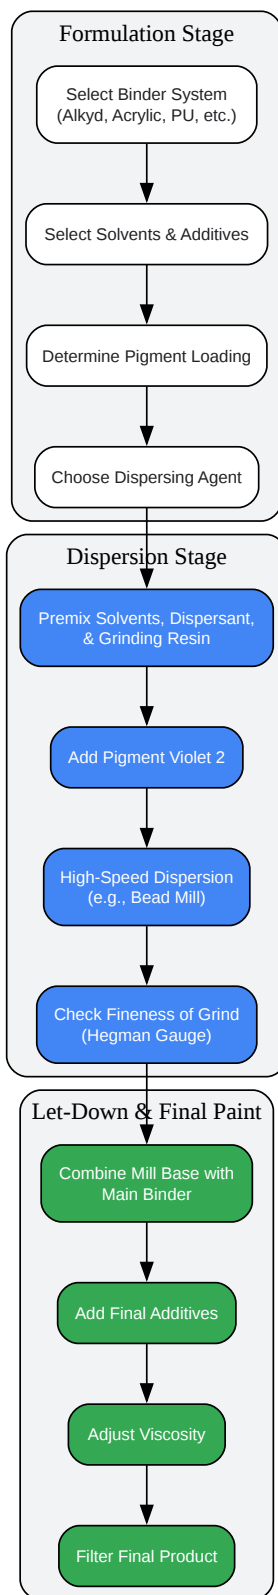 Formulation Stage
Select Binder System
(Alkyd, Acrylic, PU, etc.)
Select Solvents & Additives
Determine Pigment Loading
Choose Dispersing Agent
Dispersion Stage
Premix Solvents, Dispersant,
& Grinding Resin
Add Pigment Violet 2
High-Speed Dispersion
(e.g., Bead Mill)
Check Fineness of Grind
(Hegman Gauge)
Let-Down & Final Paint
Combine Mill Base with
Main Binder
Add Final Additives
Adjust Viscosity
Filter Final Product